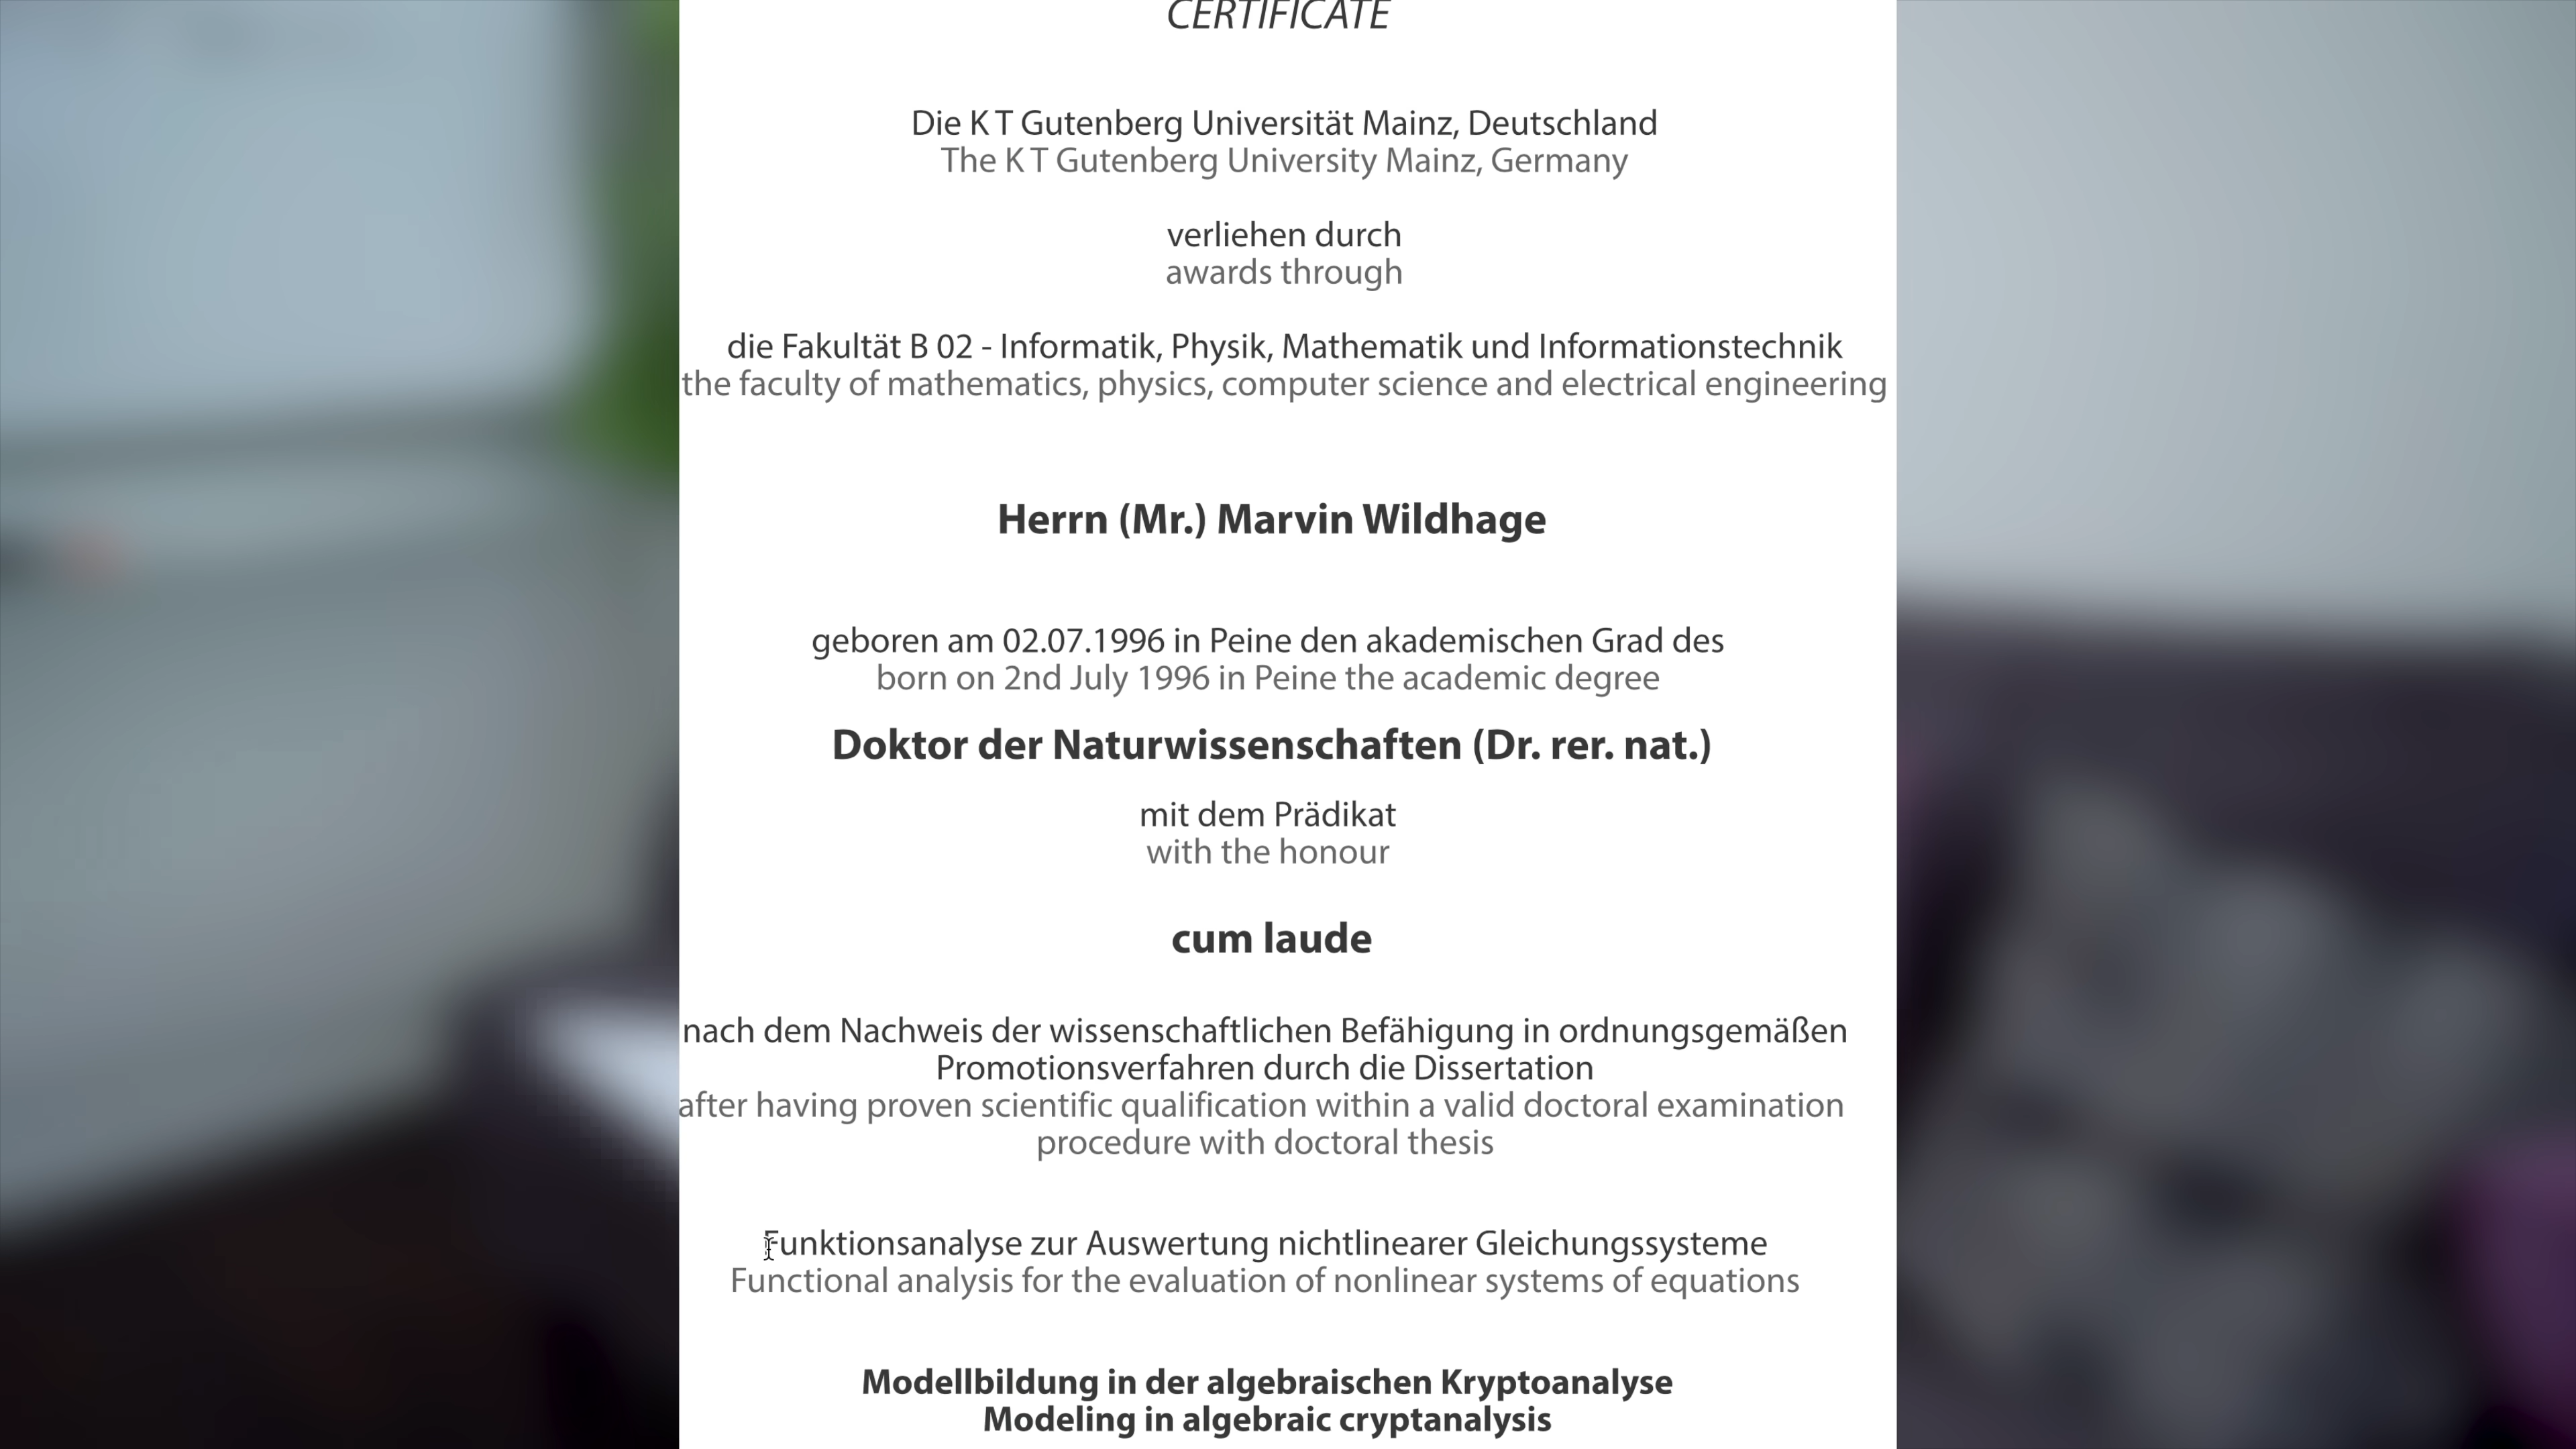 CERTIFICATE
Die K T Gutenberg Universität Mainz, Deutschland
The K T Gutenberg University Mainz, Germany
verliehen durch
awards through
die Fakultät B 02 - Informatik, Physik, Mathematik und Informationstechnik
the faculty of mathematics, physics, computer science and electrical engineering
Herrn (Mr.) Marvin Wildhage
geboren am 02.07.1996 in Peine den akademischen Grad des
born on 2nd July 1996 in Peine the academic degree
Doktor der Naturwissenschaften (Dr. rer. nat.)
mit dem Prädikat
with the honour
cum laude
nach dem Nachweis der wissenschaftlichen Befähigung in ordnungsgemäßen
Promotionsverfahren durch die Dissertation
after having proven scientific qualification within a valid doctoral examination
procedure with doctoral thesis
Funktionsanalyse zur Auswertung nichtlinearer Gleichungssysteme
Functional analysis for the evaluation of nonlinear systems of equations
Modellbildung in der algebraischen Kryptoanalyse
Modeling in algebraic cryptanalysis